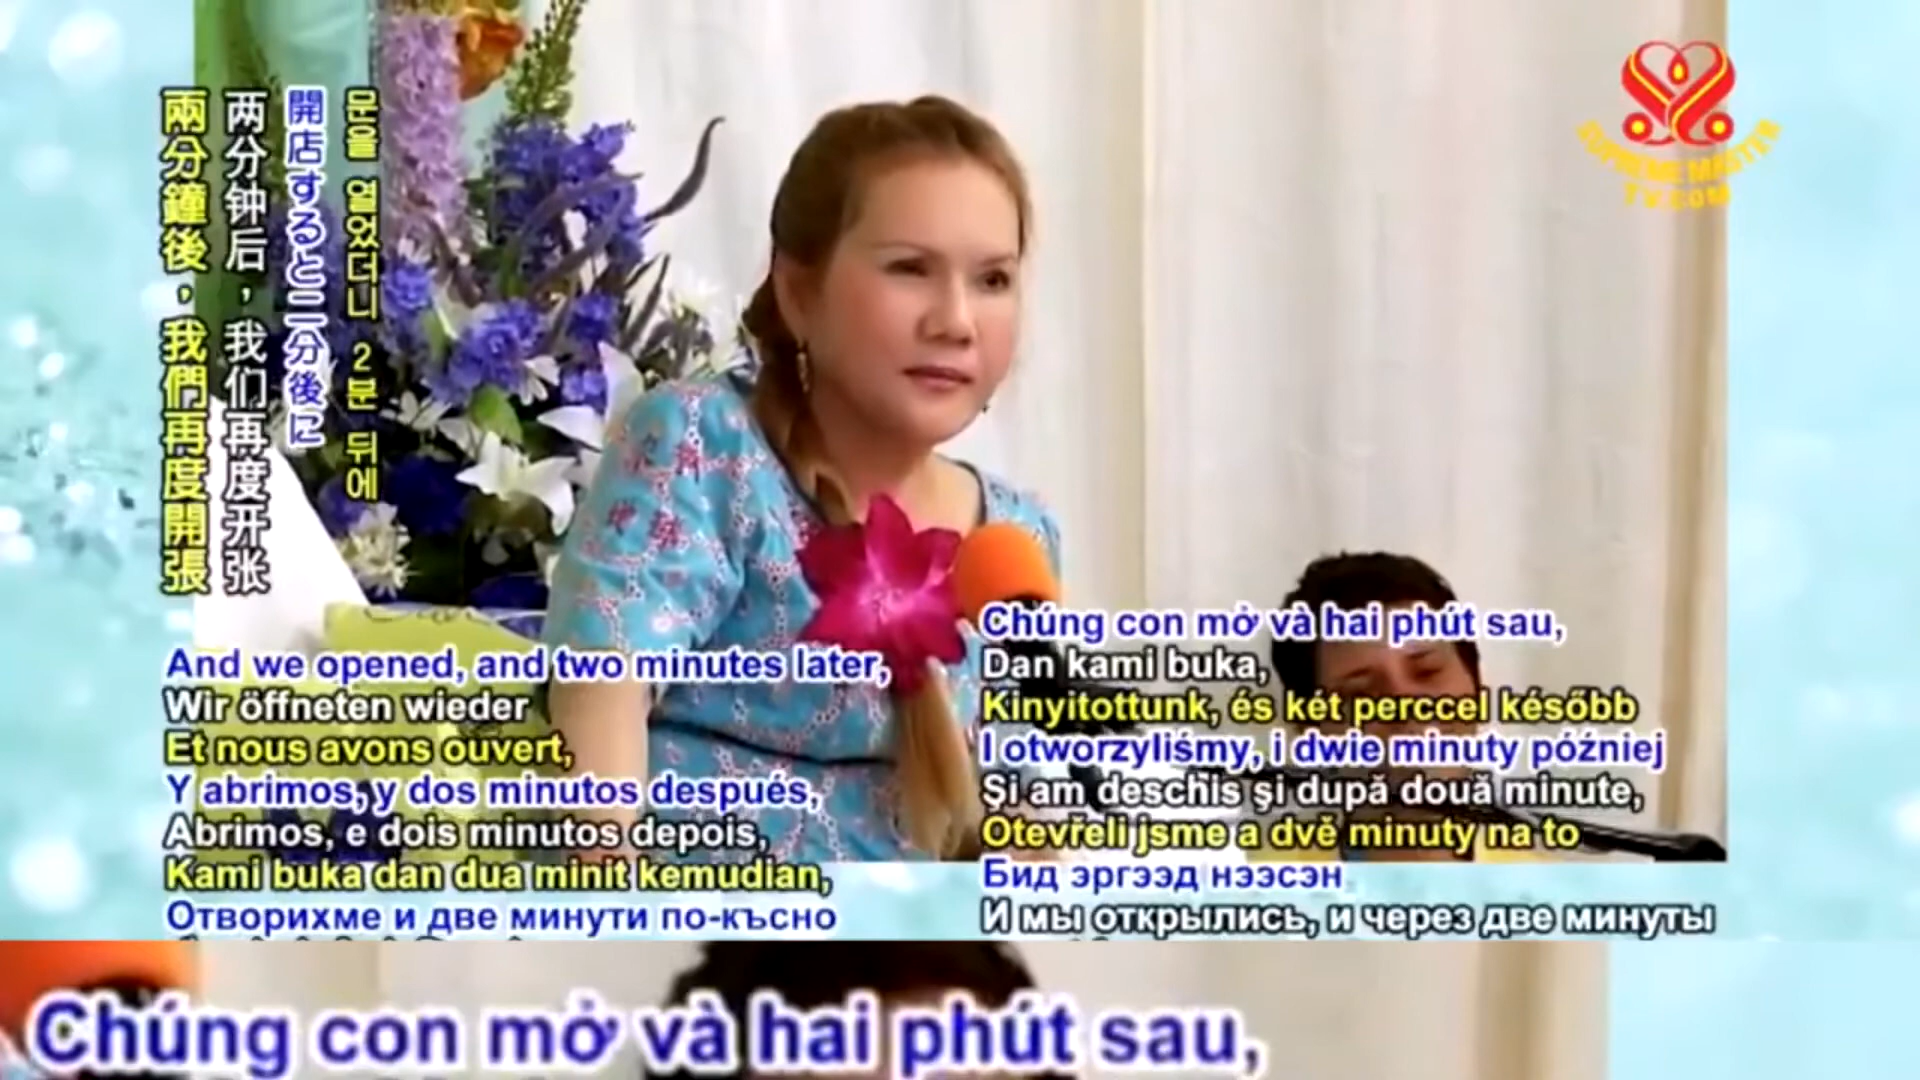 兩分鐘後，我們再度開張
两分钟后，我们再度开张
開店すると二分後に
문을 열었더니 2분 뒤에
SUPREME MASTER
TV.COM
And we opened, and two minutes later,
Wir öffneten wieder
Et nous avons ouvert,
Y abrimos, y dos minutos después,
Abrimos, e dois minutos depois,
Kami buka dan dua minit kemudian,
Отворихме и две минути по-късно
Chúng con mở và hai phút sau,
Dan kami buka,
Kinyitottunk, és két perccel később
I otworzyliśmy, i dwie minuty później
Şi am deschis şi după două minute,
Otevřeli jsme a dvě minuty na to
Бид эргээд нээсэн
И мы открылись, и через две минуты
Chúng con mở và hai phút sau,